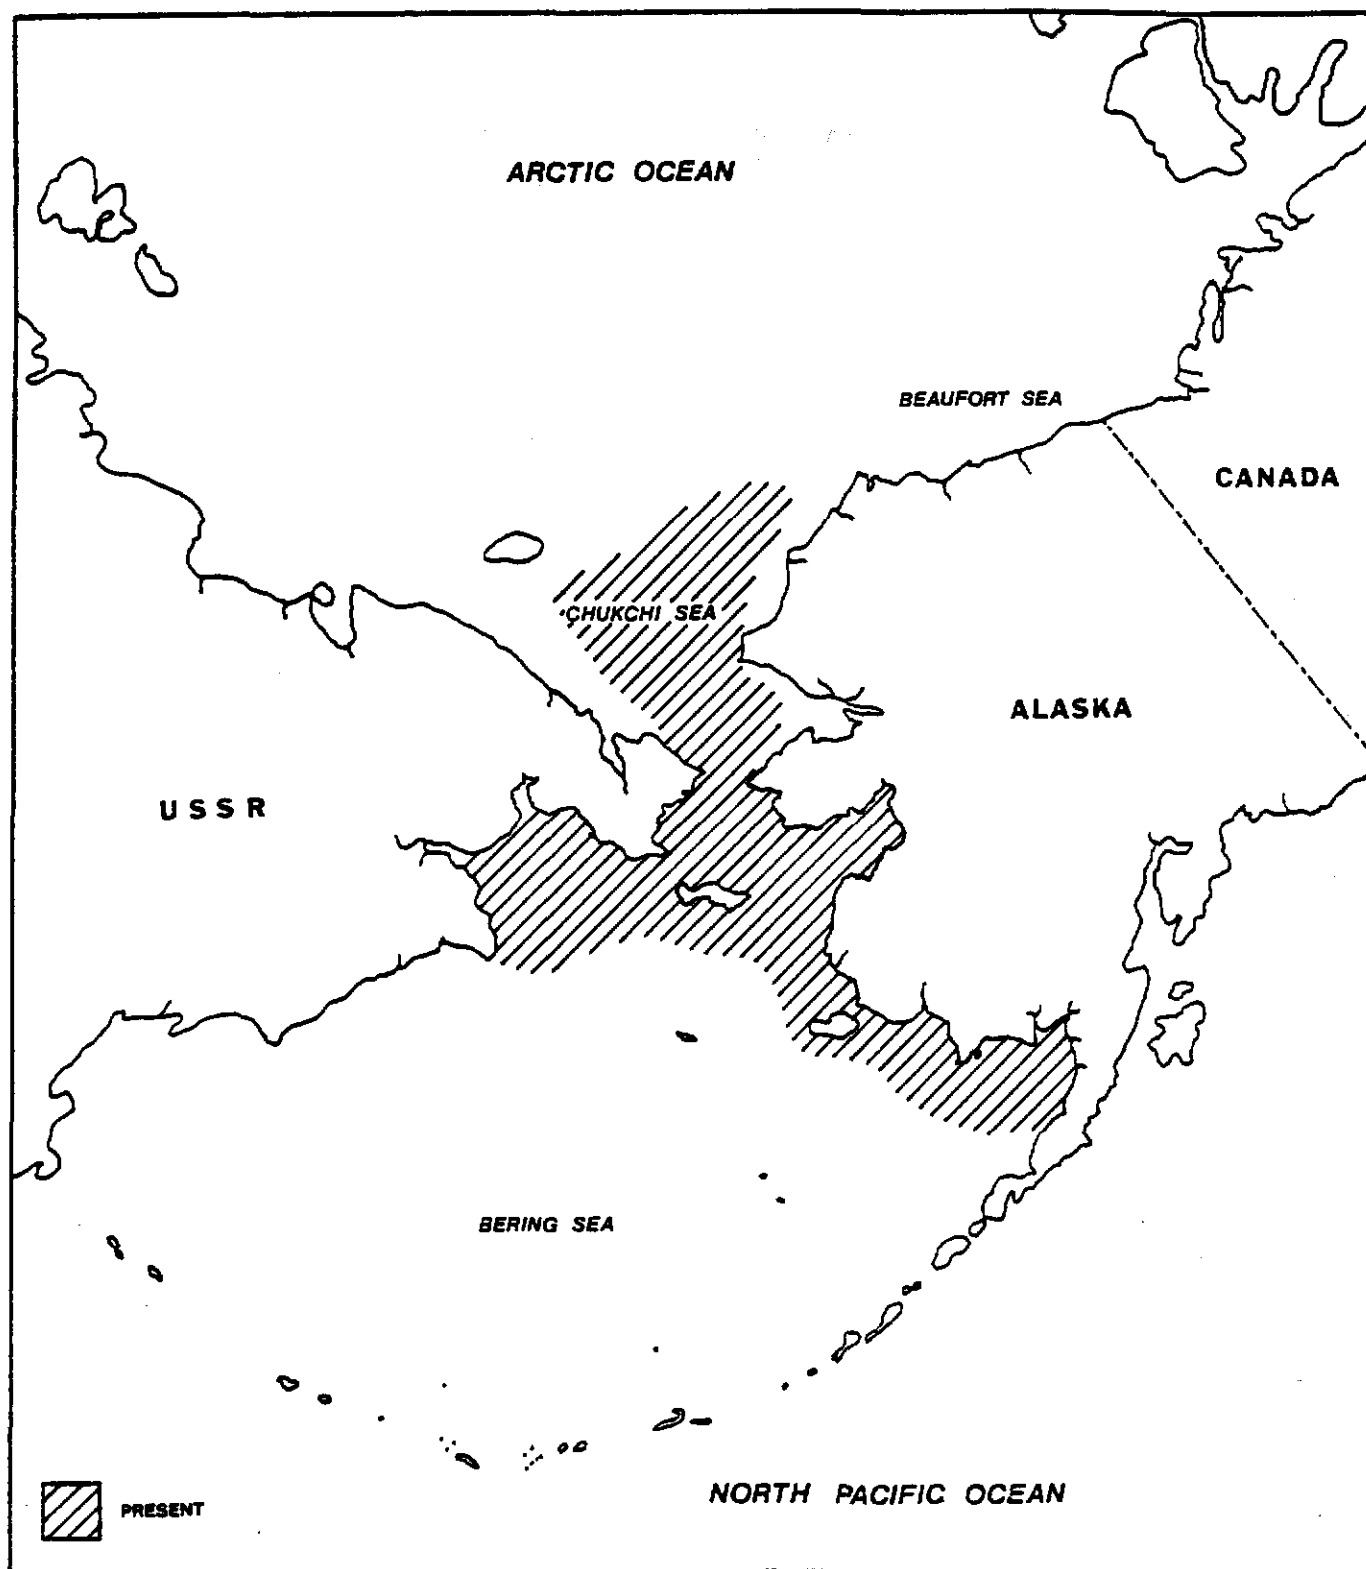 ARCTIC OCEAN
BEAUFORT SEA
CANADA
CHUKCHI SEA
ALASKA
USSR
BERING SEA
NORTH PACIFIC OCEAN
PRESENT